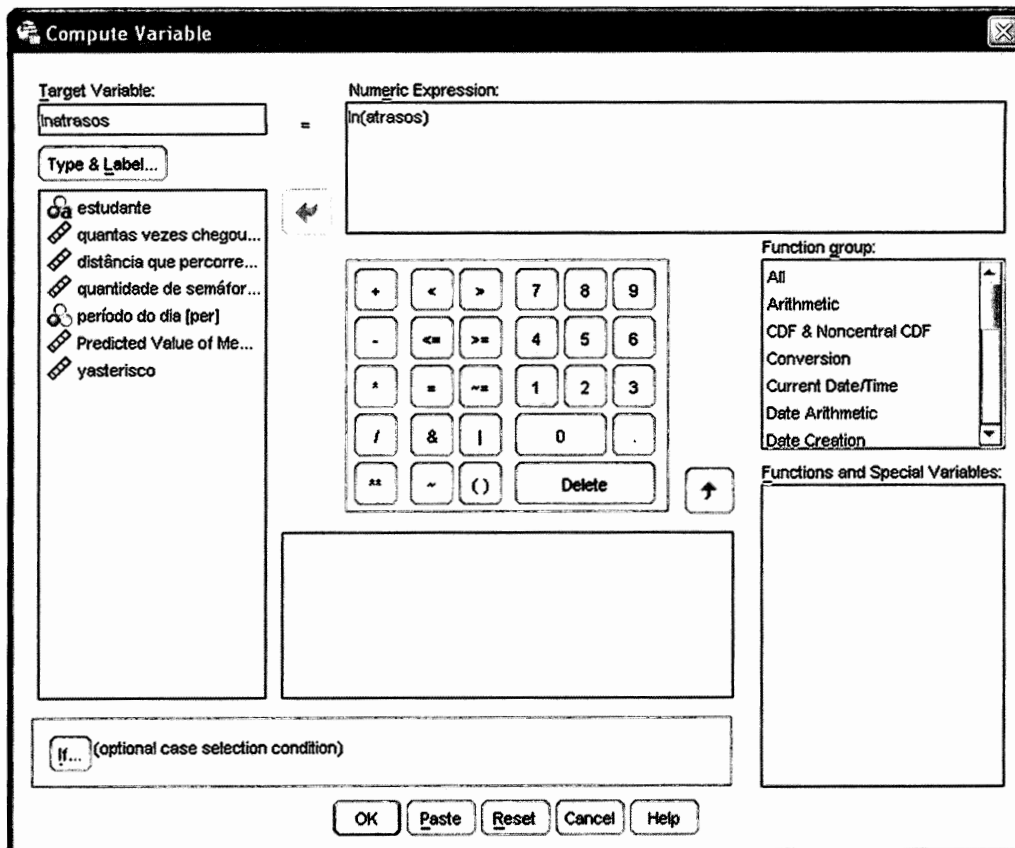 Compute Variable
Target Variable:
lnatrasos
=
Numeric Expression:
ln(atrasos)
Type & Label...
estudante
quantas vezes chegou...
distância que percorre...
quantidade de semáfor...
período do dia [per]
Predicted Value of Me...
yasterisco
+ < > 7 8 9
- <= >= 4 5 6
* = ~= 1 2 3
/ & | 0 .
** ~ ( ) Delete
Function group:
All
Arithmetic
CDF & Noncentral CDF
Conversion
Current Date/Time
Date Arithmetic
Date Creation
Functions and Special Variables:
If... (optional case selection condition)
OK Paste Reset Cancel Help